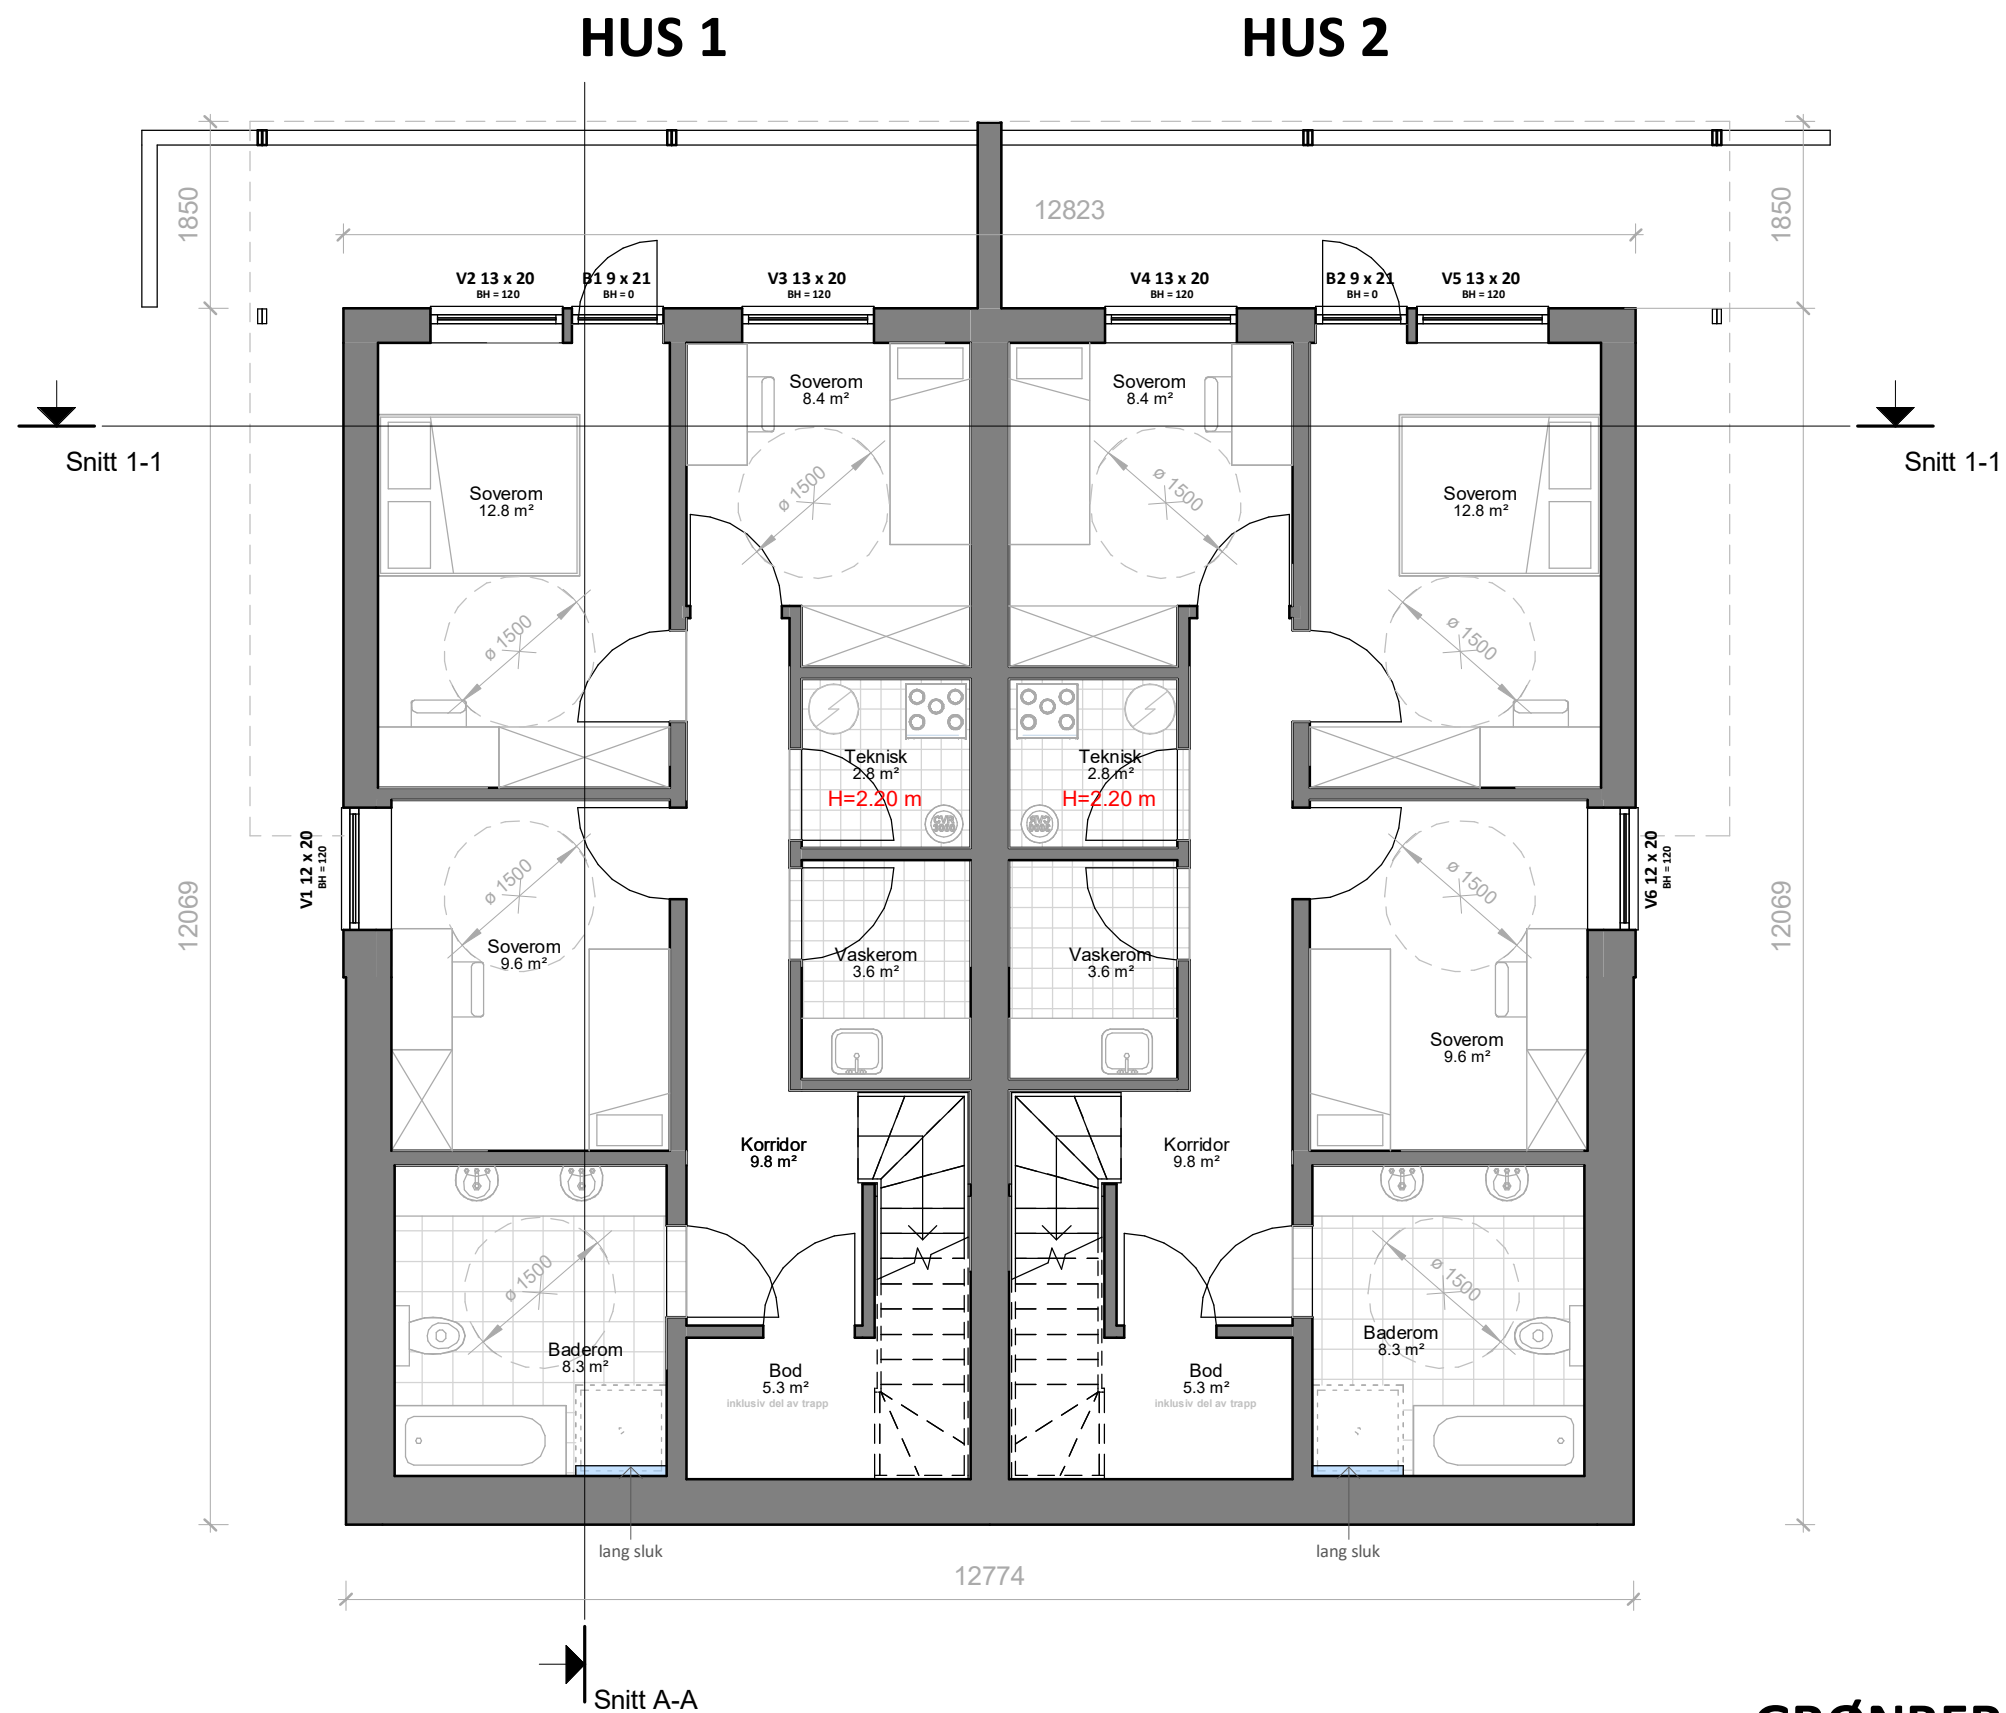 HUS 1
HUS 2
1850
12823
1850
V2 13 x 20
BH = 120
B1 9 x 21
BH = 0
V3 13 x 20
BH = 120
V4 13 x 20
BH = 120
B2 9 x 21
BH = 0
V5 13 x 20
BH = 120
Soverom
8.4 m²
Soverom
8.4 m²
Snitt 1-1
Snitt 1-1
Soverom
12.8 m²
ø 1500
ø 1500
Soverom
12.8 m²
ø 1500
ø 1500
Teknisk
2.8 m²
H=2.20 m
Teknisk
2.8 m²
H=2.20 m
V1 12 x 20
BH = 120
V6 12 x 20
BH = 120
12069
12069
ø 1500
ø 1500
Soverom
9.6 m²
Vaskerom
3.6 m²
Vaskerom
3.6 m²
Soverom
9.6 m²
Korridor
9.8 m²
Korridor
9.8 m²
ø 1500
ø 1500
Baderom
8.3 m²
Baderom
8.3 m²
Bod
5.3 m²
inklusiv del av trapp
Bod
5.3 m²
inklusiv del av trapp
lang sluk
lang sluk
12774
Snitt A-A